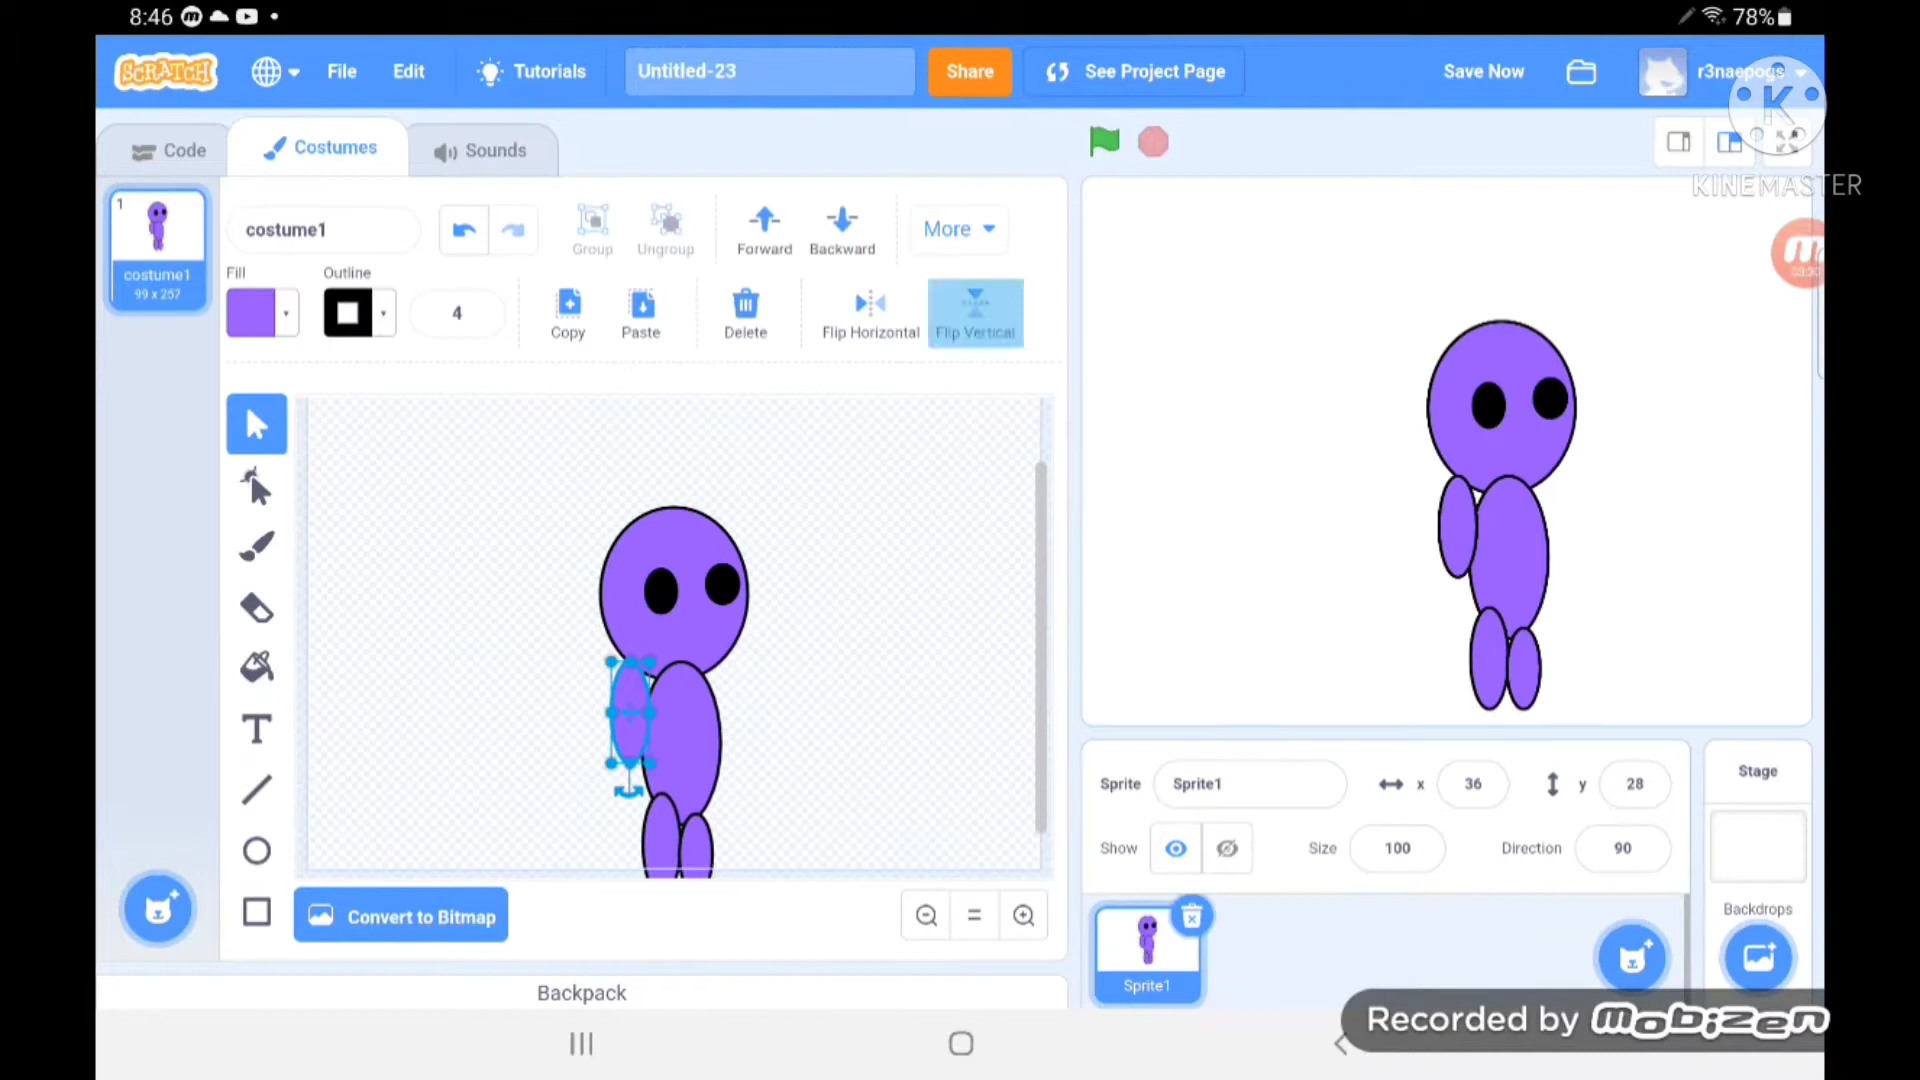 8:46
78%
SCRATCH
File
Edit
Tutorials
Untitled-23
Share
See Project Page
Save Now
r3naepogs
K
KINEMASTER
Code
Costumes
Sounds
1
costume1
99 x 257
costume1
Group
Ungroup
Forward
Backward
More
Fill
Outline
4
Copy
Paste
Delete
Flip Horizontal
Flip Vertical
T
Convert to Bitmap
Backpack
Sprite
Sprite1
x
36
y
28
Show
Size
100
Direction
90
Stage
Backdrops
Sprite1
Recorded by Mobizen